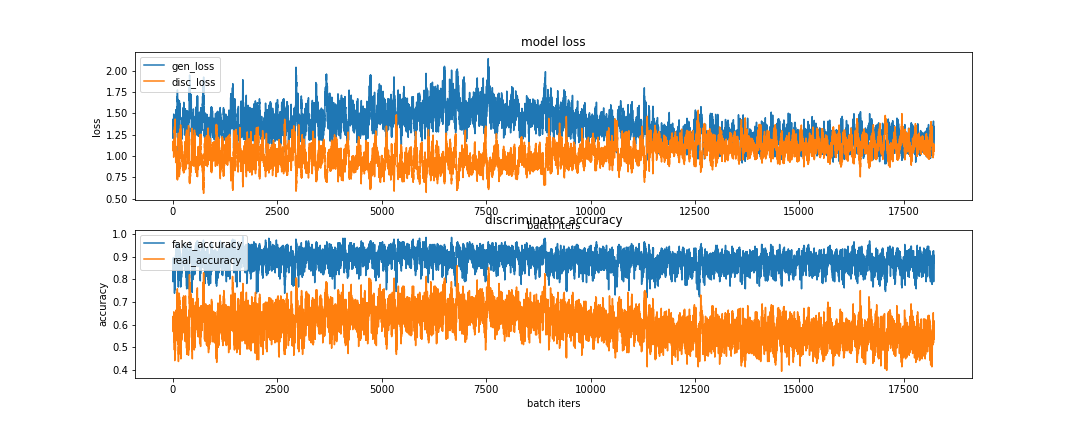 model loss
gen_loss
disc_loss
loss
2.00
1.75
1.50
1.25
1.00
0.75
0.50
0 2500 5000 7500 10000 12500 15000 17500
batch iters
discriminator accuracy
fake_accuracy
real_accuracy
accuracy
1.0
0.9
0.8
0.7
0.6
0.5
0.4
0 2500 5000 7500 10000 12500 15000 17500
batch iters